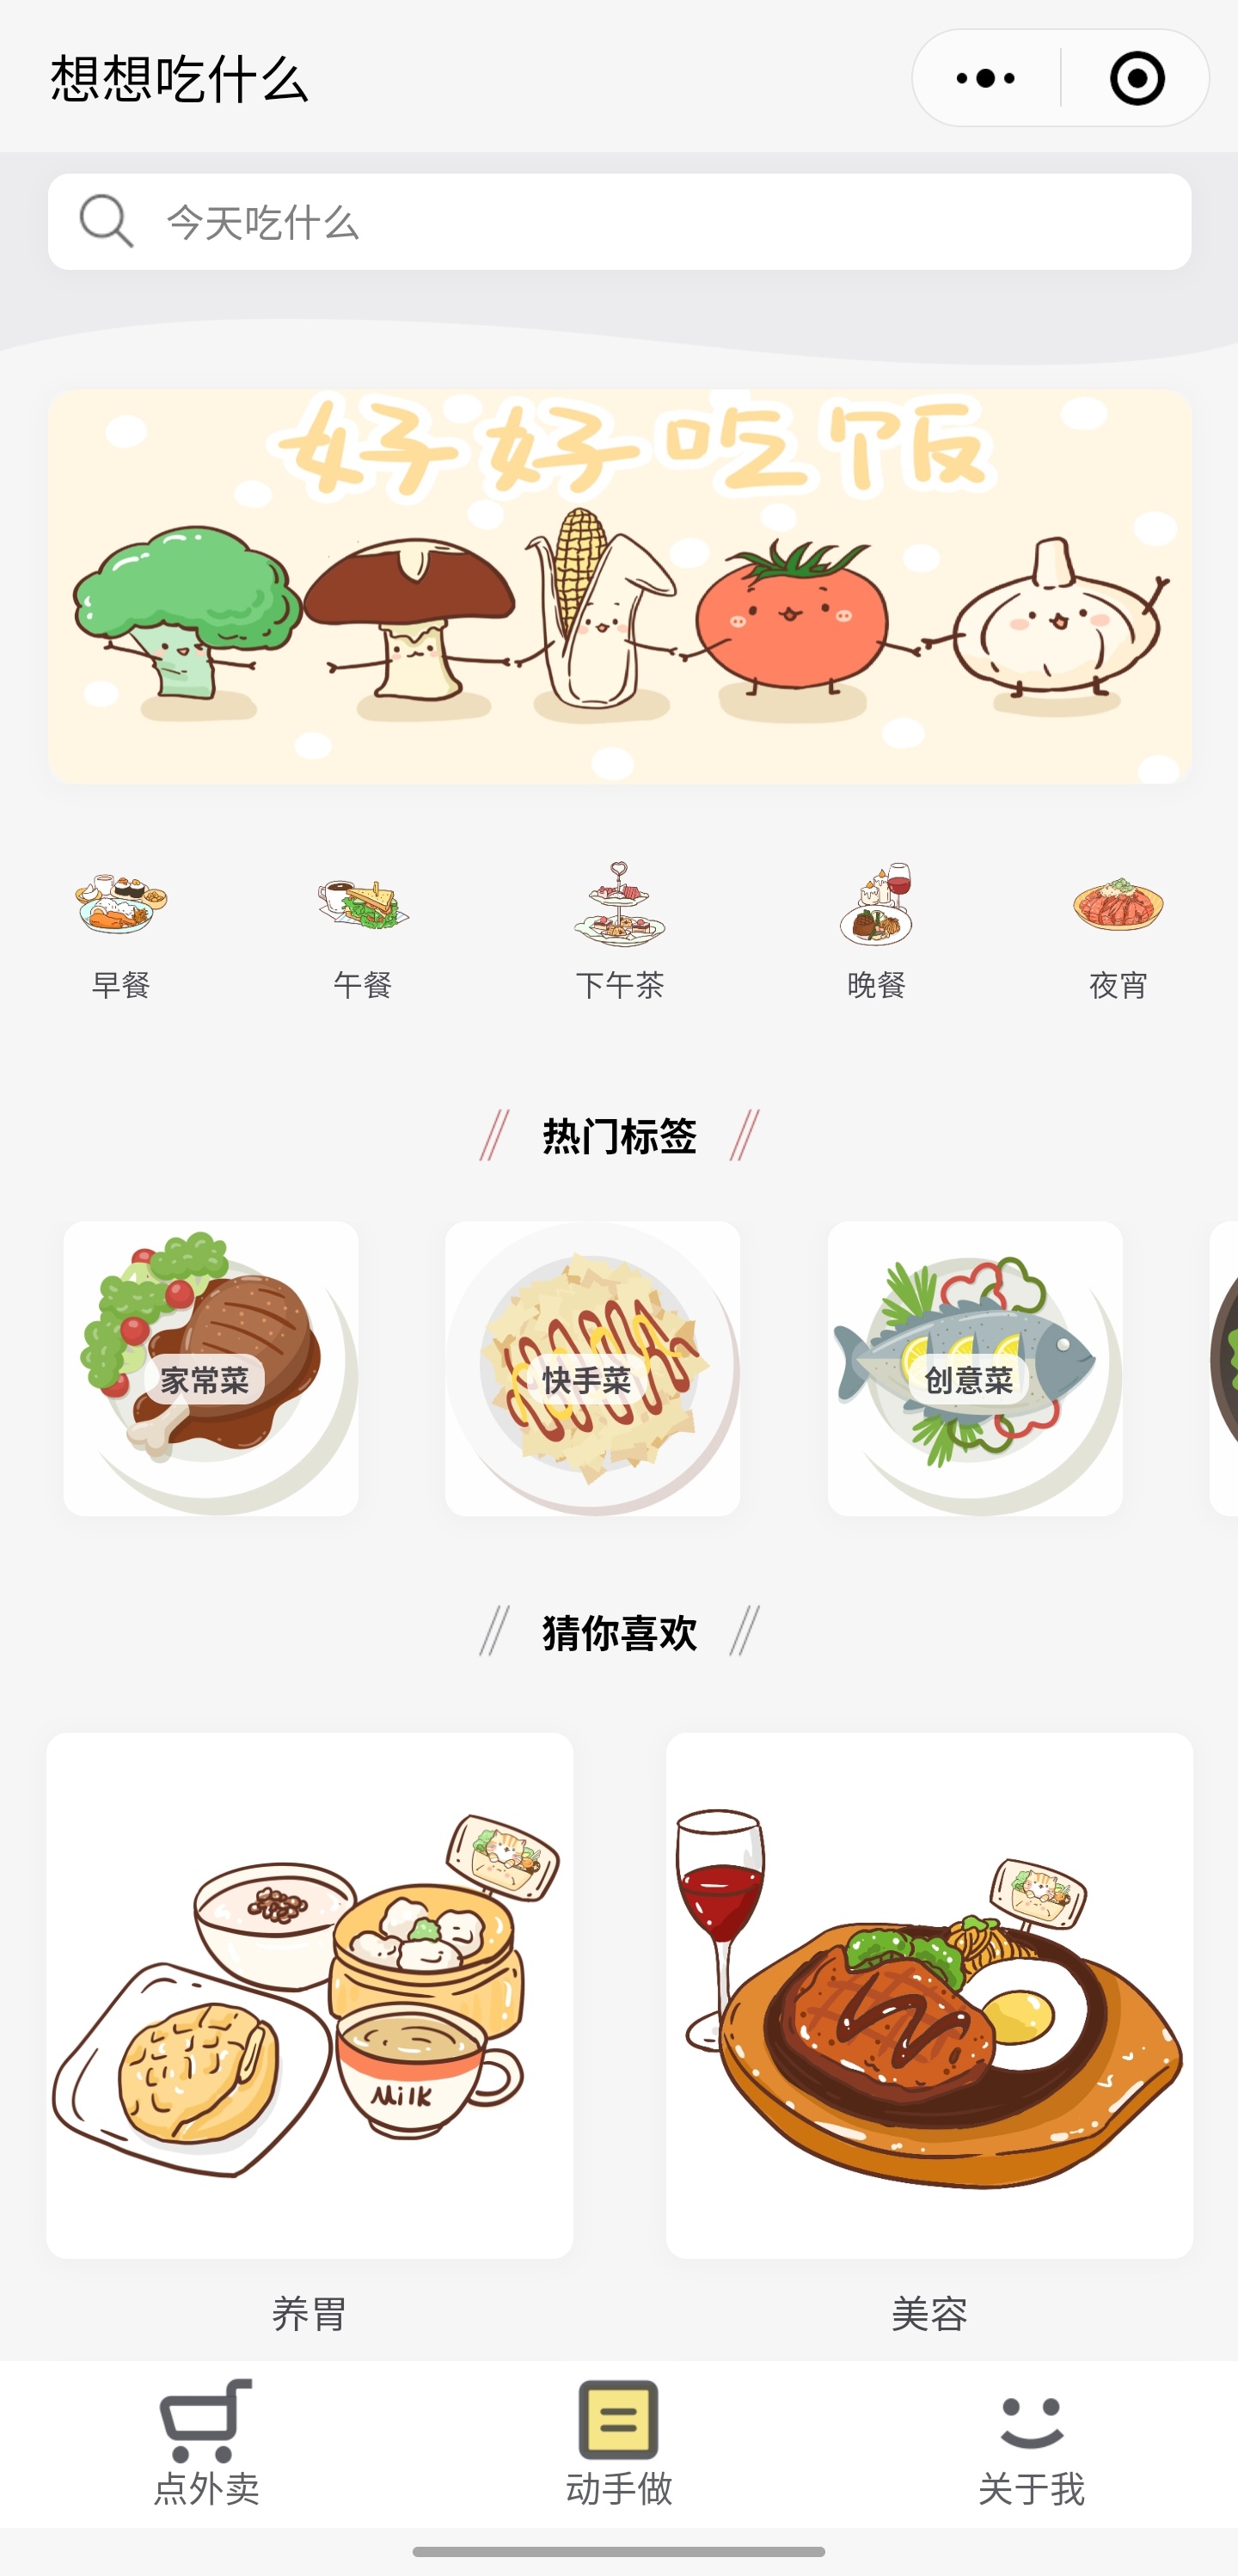 想想吃什么
今天吃什么
好好吃饭
早餐 午餐 下午茶 晚餐 夜宵
热门标签
家常菜 快手菜 创意菜
猜你喜欢
Milk
养胃 美容
点外卖 动手做 关于我